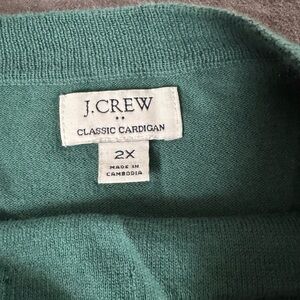 J.CREW
CLASSIC CARDIGAN
2X
MADE IN
CAMBODIA